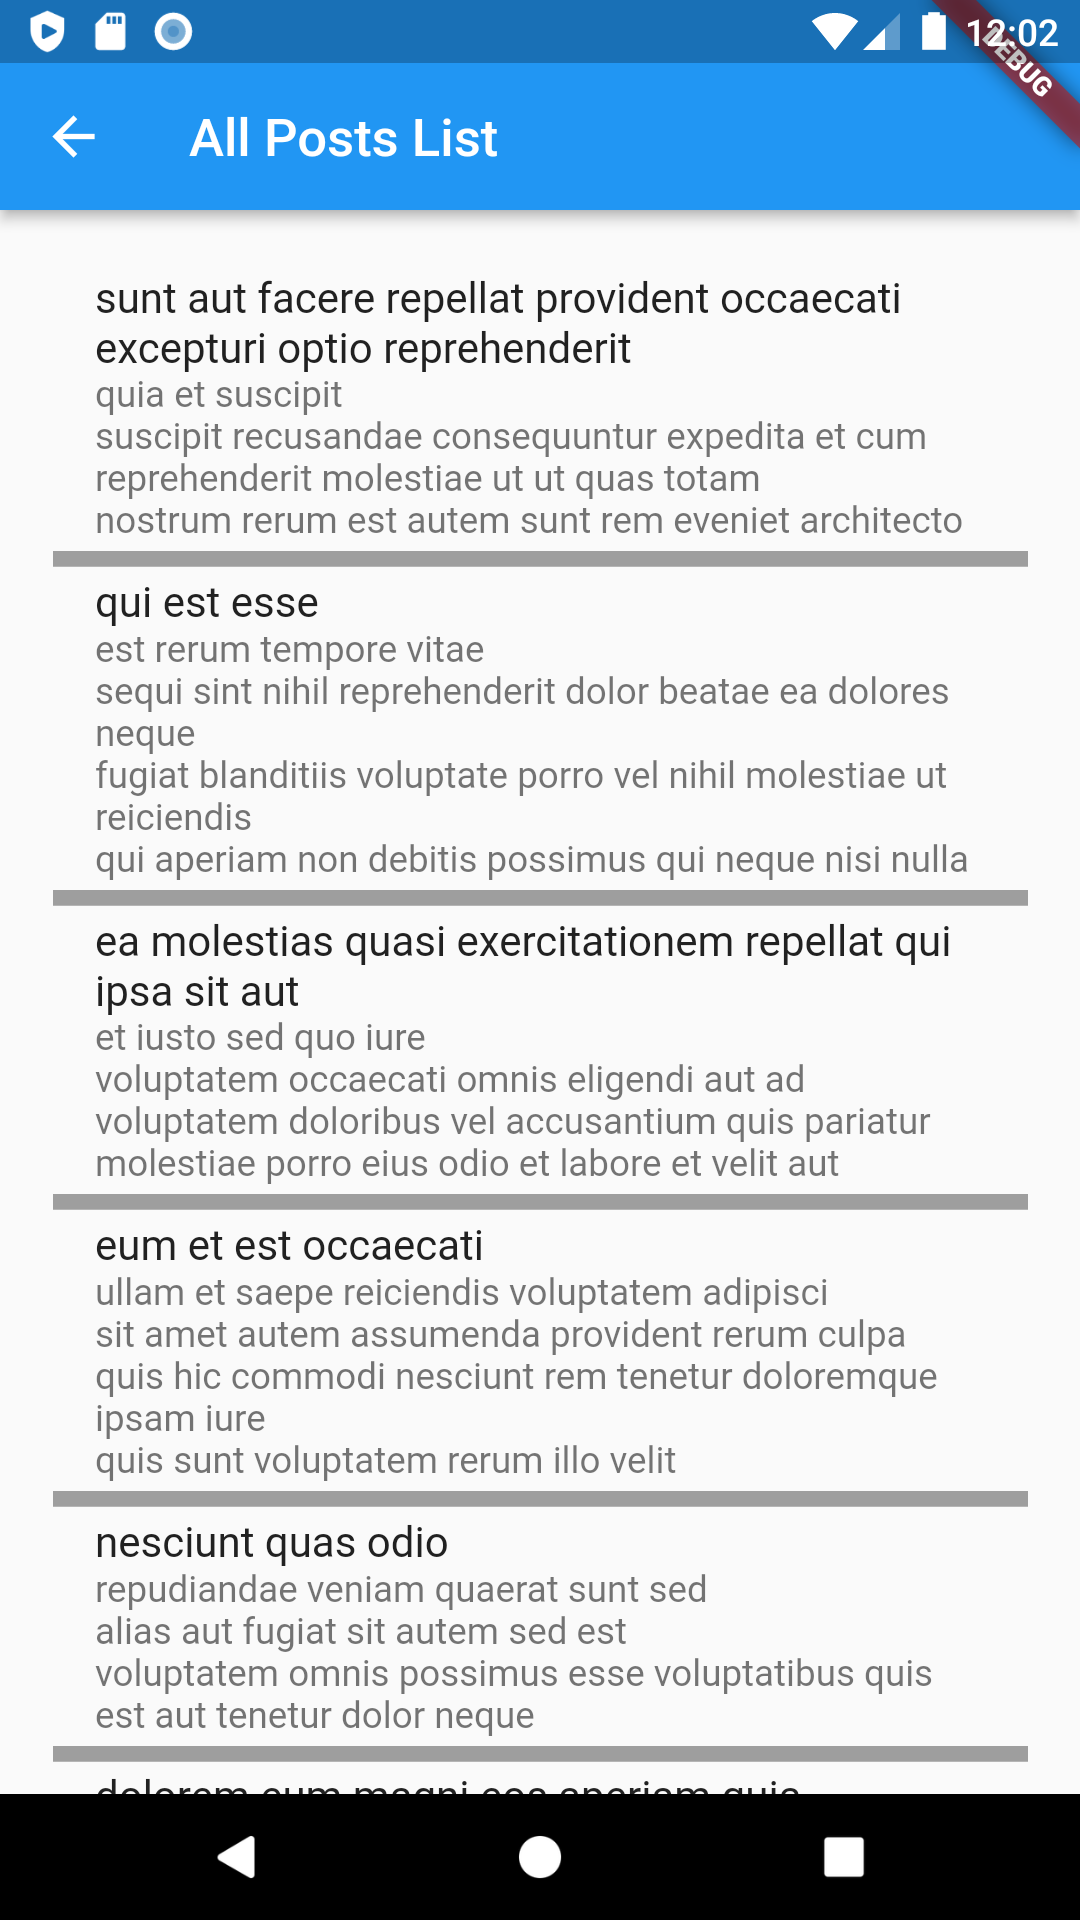 12:02
DEBUG
All Posts List
sunt aut facere repellat provident occaecati
excepturi optio reprehenderit
quia et suscipit
suscipit recusandae consequuntur expedita et cum
reprehenderit molestiae ut ut quas totam
nostrum rerum est autem sunt rem eveniet architecto
qui est esse
est rerum tempore vitae
sequi sint nihil reprehenderit dolor beatae ea dolores
neque
fugiat blanditiis voluptate porro vel nihil molestiae ut
reiciendis
qui aperiam non debitis possimus qui neque nisi nulla
ea molestias quasi exercitationem repellat qui
ipsa sit aut
et iusto sed quo iure
voluptatem occaecati omnis eligendi aut ad
voluptatem doloribus vel accusantium quis pariatur
molestiae porro eius odio et labore et velit aut
eum et est occaecati
ullam et saepe reiciendis voluptatem adipisci
sit amet autem assumenda provident rerum culpa
quis hic commodi nesciunt rem tenetur doloremque
ipsam iure
quis sunt voluptatem rerum illo velit
nesciunt quas odio
repudiandae veniam quaerat sunt sed
alias aut fugiat sit autem sed est
voluptatem omnis possimus esse voluptatibus quis
est aut tenetur dolor neque
dolorem eum magni eos aperiam quia